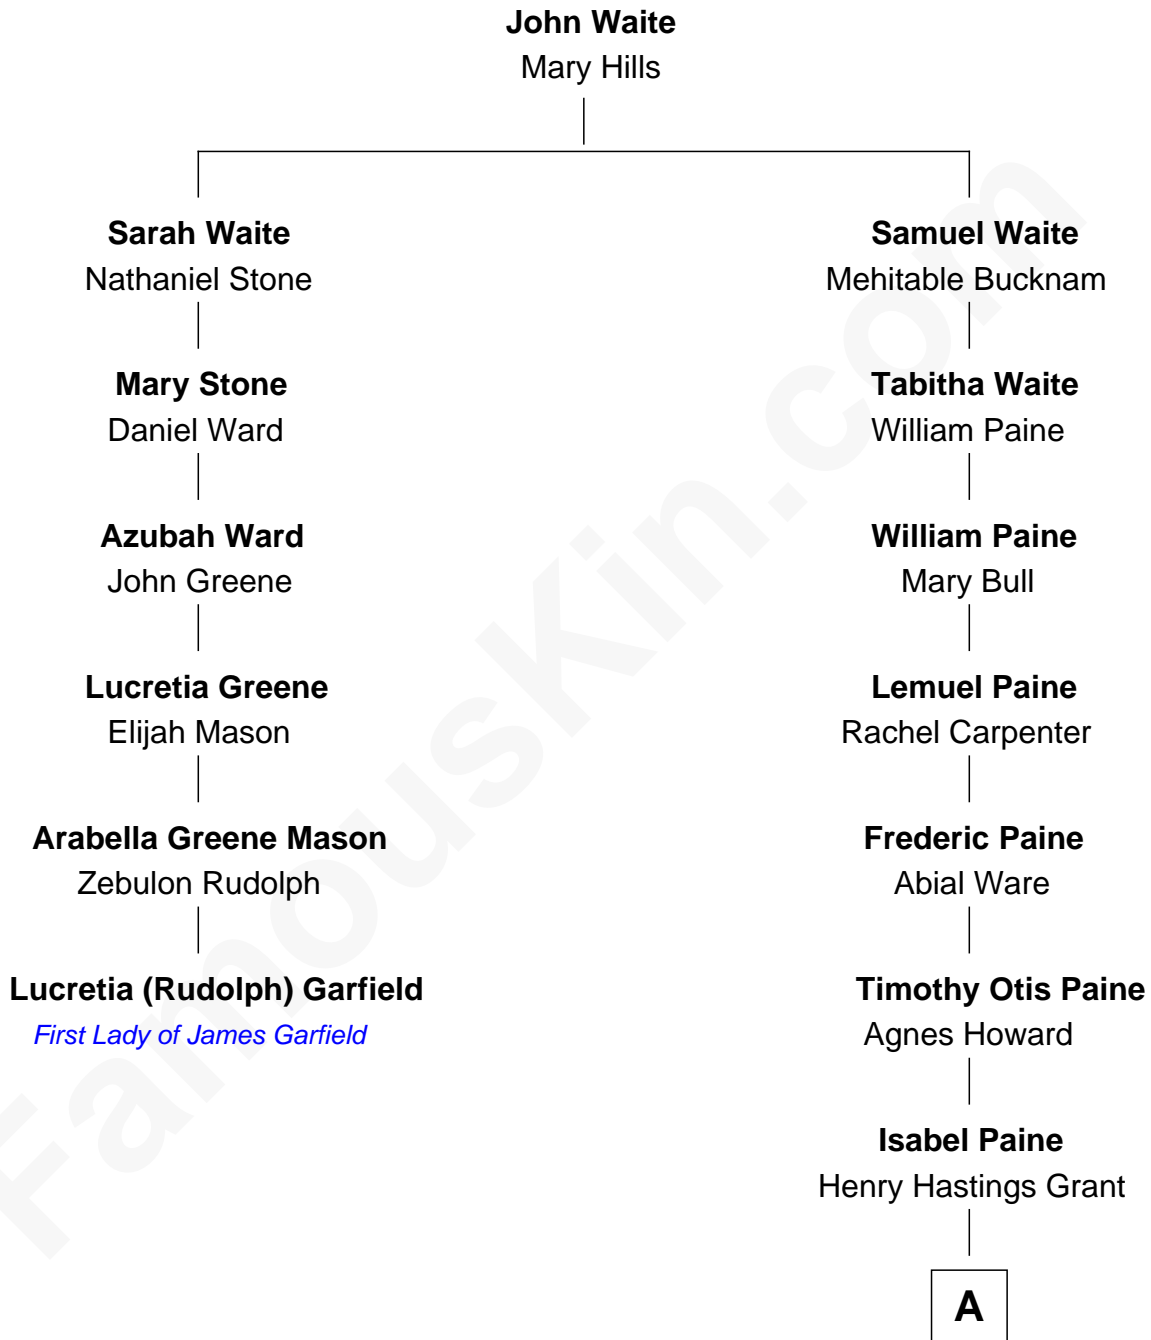 John Waite
Mary Hills
Sarah Waite
Nathaniel Stone
Samuel Waite
Mehitable Bucknam
Mary Stone
Daniel Ward
Tabitha Waite
William Paine
Azubah Ward
John Greene
William Paine
Mary Bull
Lucretia Greene
Elijah Mason
Lemuel Paine
Rachel Carpenter
Arabella Greene Mason
Zebulon Rudolph
Frederic Paine
Abial Ware
Lucretia (Rudolph) Garfield
First Lady of James Garfield
Timothy Otis Paine
Agnes Howard
Isabel Paine
Henry Hastings Grant
A
FamousKin.com